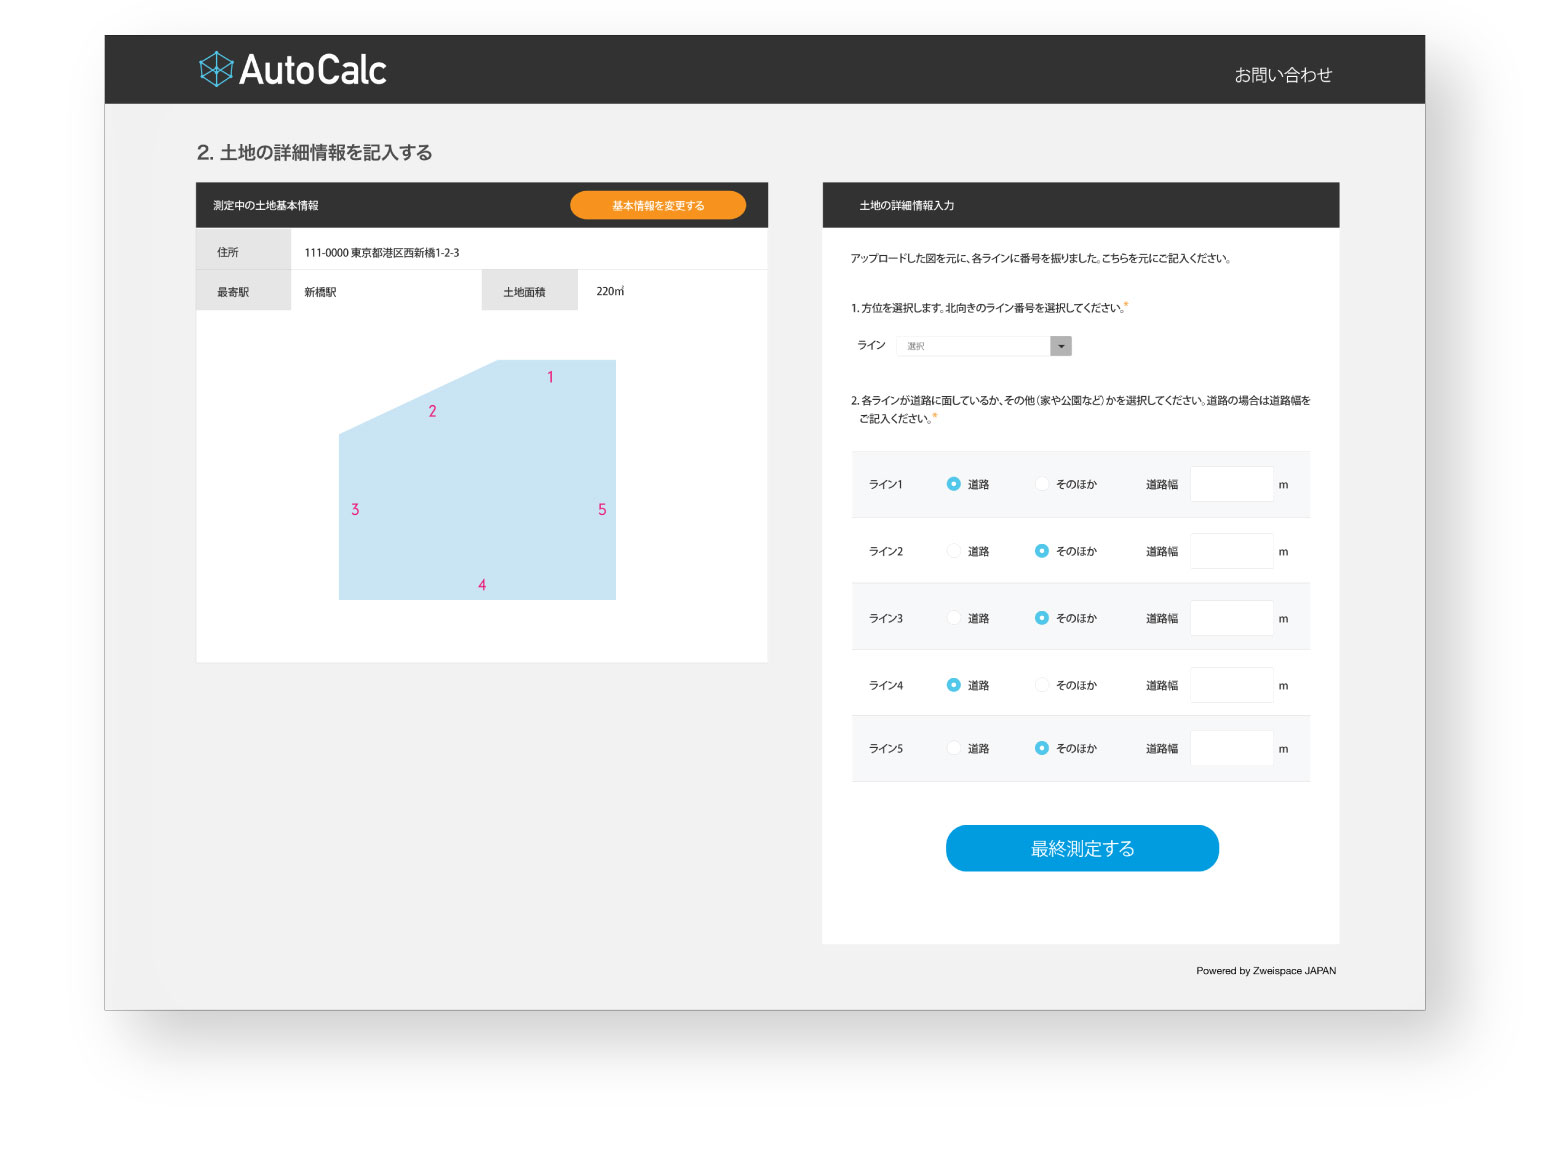 AutoCalc
お問い合わせ
2. 土地の詳細情報を記入する
測定中の土地基本情報
基本情報を変更する
住所
111-0000 東京都港区西新橋1-2-3
最寄駅
新橋駅
土地面積
220㎡
1
2
3
5
4
土地の詳細情報入力
アップロードした図を元に、各ラインに番号を振りました。こちらを元にご記入ください。
1. 方位を選択します。北向きのライン番号を選択してください。*
ライン
選択
2. 各ラインが道路に面しているか、その他（家や公園など）かを選択してください。道路の場合は道路幅を
ご記入ください。*
ライン1 道路 そのほか 道路幅 m
ライン2 道路 そのほか 道路幅 m
ライン3 道路 そのほか 道路幅 m
ライン4 道路 そのほか 道路幅 m
ライン5 道路 そのほか 道路幅 m
最終測定する
Powered by Zweispace JAPAN